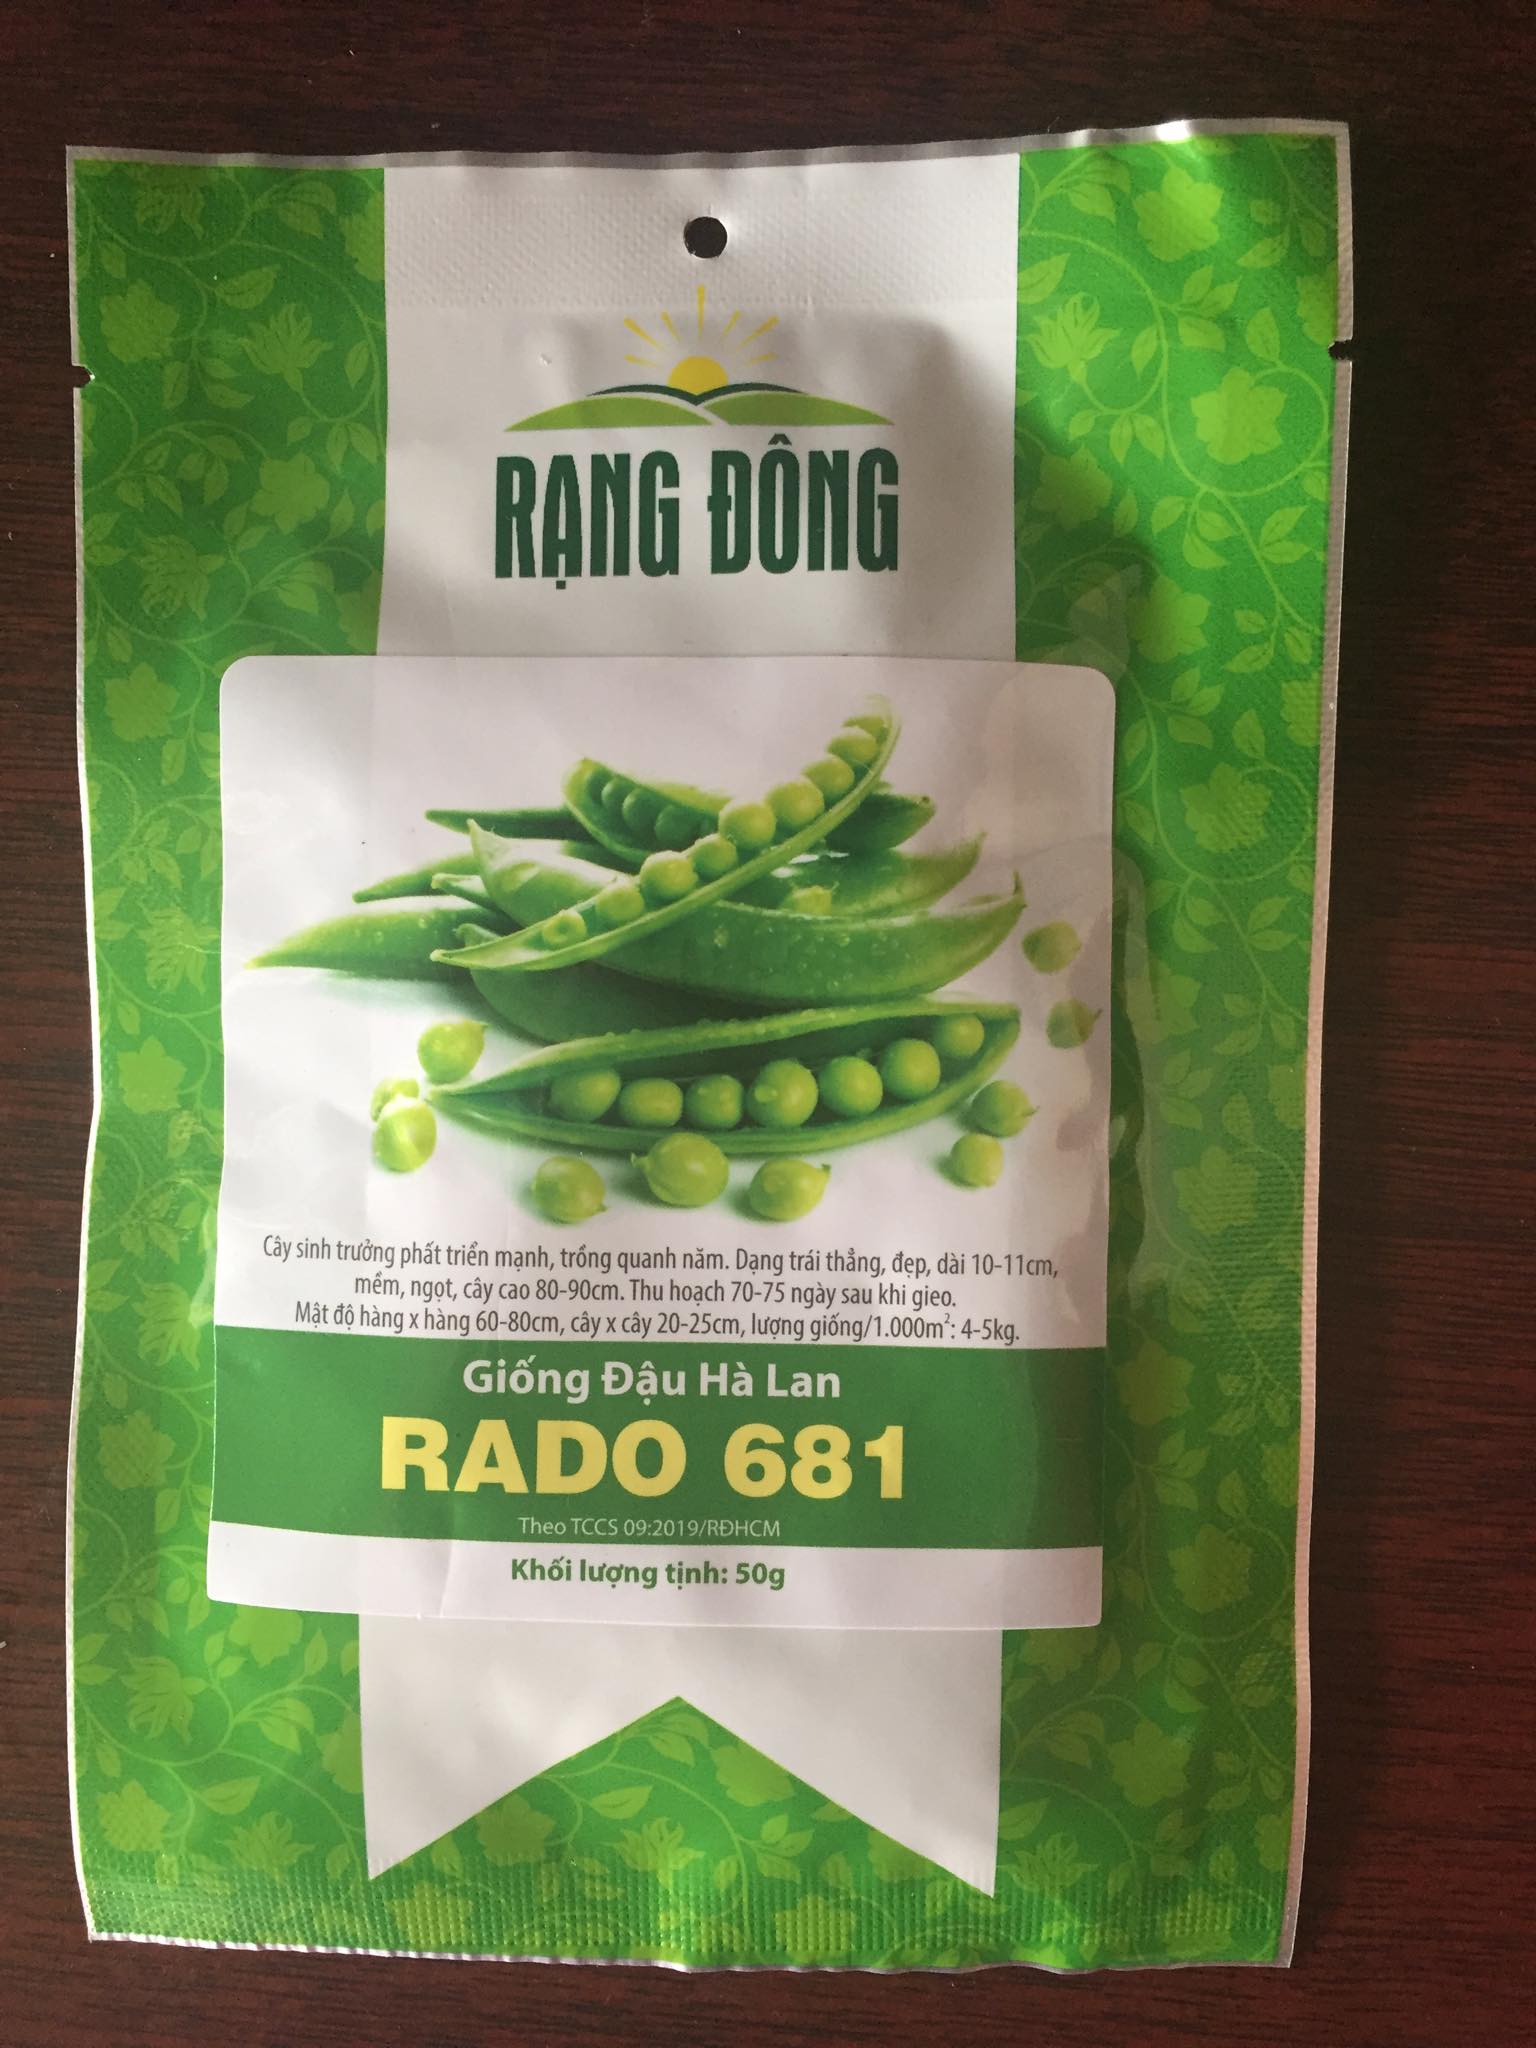 RẠNG ĐÔNG
Cây sinh trưởng phất triển mạnh, trồng quanh năm. Dạng trái thẳng, đẹp, dài 10-11cm,
mềm, ngọt, cây cao 80-90cm. Thu hoạch 70-75 ngày sau khi gieo.
Mật độ hàng x hàng 60-80cm, cây x cây 20-25cm, lượng giống/1.000m²: 4-5kg.
Giống Đậu Hà Lan
RADO 681
Theo TCCS 09:2019/RĐHCM
Khối lượng tịnh: 50g